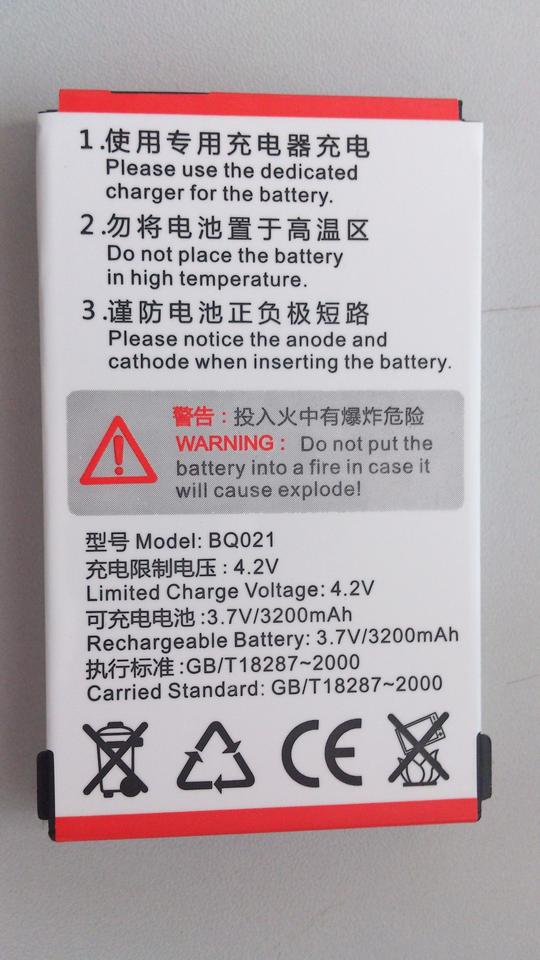 1.使用专用充电器充电
Please use the dedicated
charger for the battery.
2.勿将电池置于高温区
Do not place the battery
in high temperature.
3.谨防电池正负极短路
Please notice the anode and
cathode when inserting the battery.
警告：投入火中有爆炸危险
WARNING： Do not put the
battery into a fire in case it
will cause explode!
型号 Model: BQ021
充电限制电压：4.2V
Limited Charge Voltage: 4.2V
可充电电池:3.7V/3200mAh
Rechargeable Battery: 3.7V/3200mAh
执行标准:GB/T18287~2000
Carried Standard: GB/T18287~2000
CE